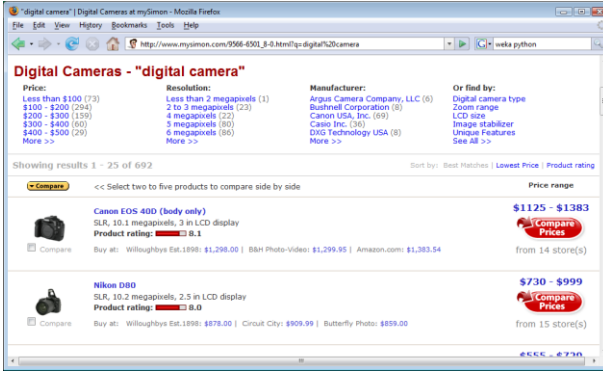 "digital camera" | Digital Cameras at mySimon - Mozilla Firefox
File Edit View History Bookmarks Tools Help
http://www.mysimon.com/9566-6501_8-0.html?q=digital%20camera
weka python
Digital Cameras - "digital camera"
Price: Resolution: Manufacturer: Or find by:
Less than $100 (73) Less than 2 megapixels (1) Argus Camera Company, LLC (6) Digital camera type
$100 - $200 (294) 2 to 3 megapixels (23) Bushnell Corporation (8) Zoom range
$200 - $300 (159) 4 megapixels (22) Canon USA, Inc. (69) LCD size
$300 - $400 (60) 5 megapixels (80) Casio Inc. (36) Image stabilizer
$400 - $500 (29) 6 megapixels (86) DXG Technology USA (8) Unique Features
More >> More >> More >> See All >>
Showing results 1 - 25 of 692 Sort by: Best Matches | Lowest Price | Product rating
Compare << Select two to five products to compare side by side Price range
Canon EOS 40D (body only) $1125 - $1383
SLR, 10.1 megapixels, 3 in LCD display
Product rating: 8.1 Compare Prices
Compare Buy at: Willoughbys Est.1898: $1,298.00 | B&H Photo-Video: $1,299.95 | Amazon.com: $1,383.54 from 14 store(s)
Nikon D80 $730 - $999
SLR, 10.2 megapixels, 2.5 in LCD display
Product rating: 8.0 Compare Prices
Compare Buy at: Willoughbys Est.1898: $878.00 | Circuit City: $909.99 | Butterfly Photo: $859.00 from 15 store(s)
$555 - $720